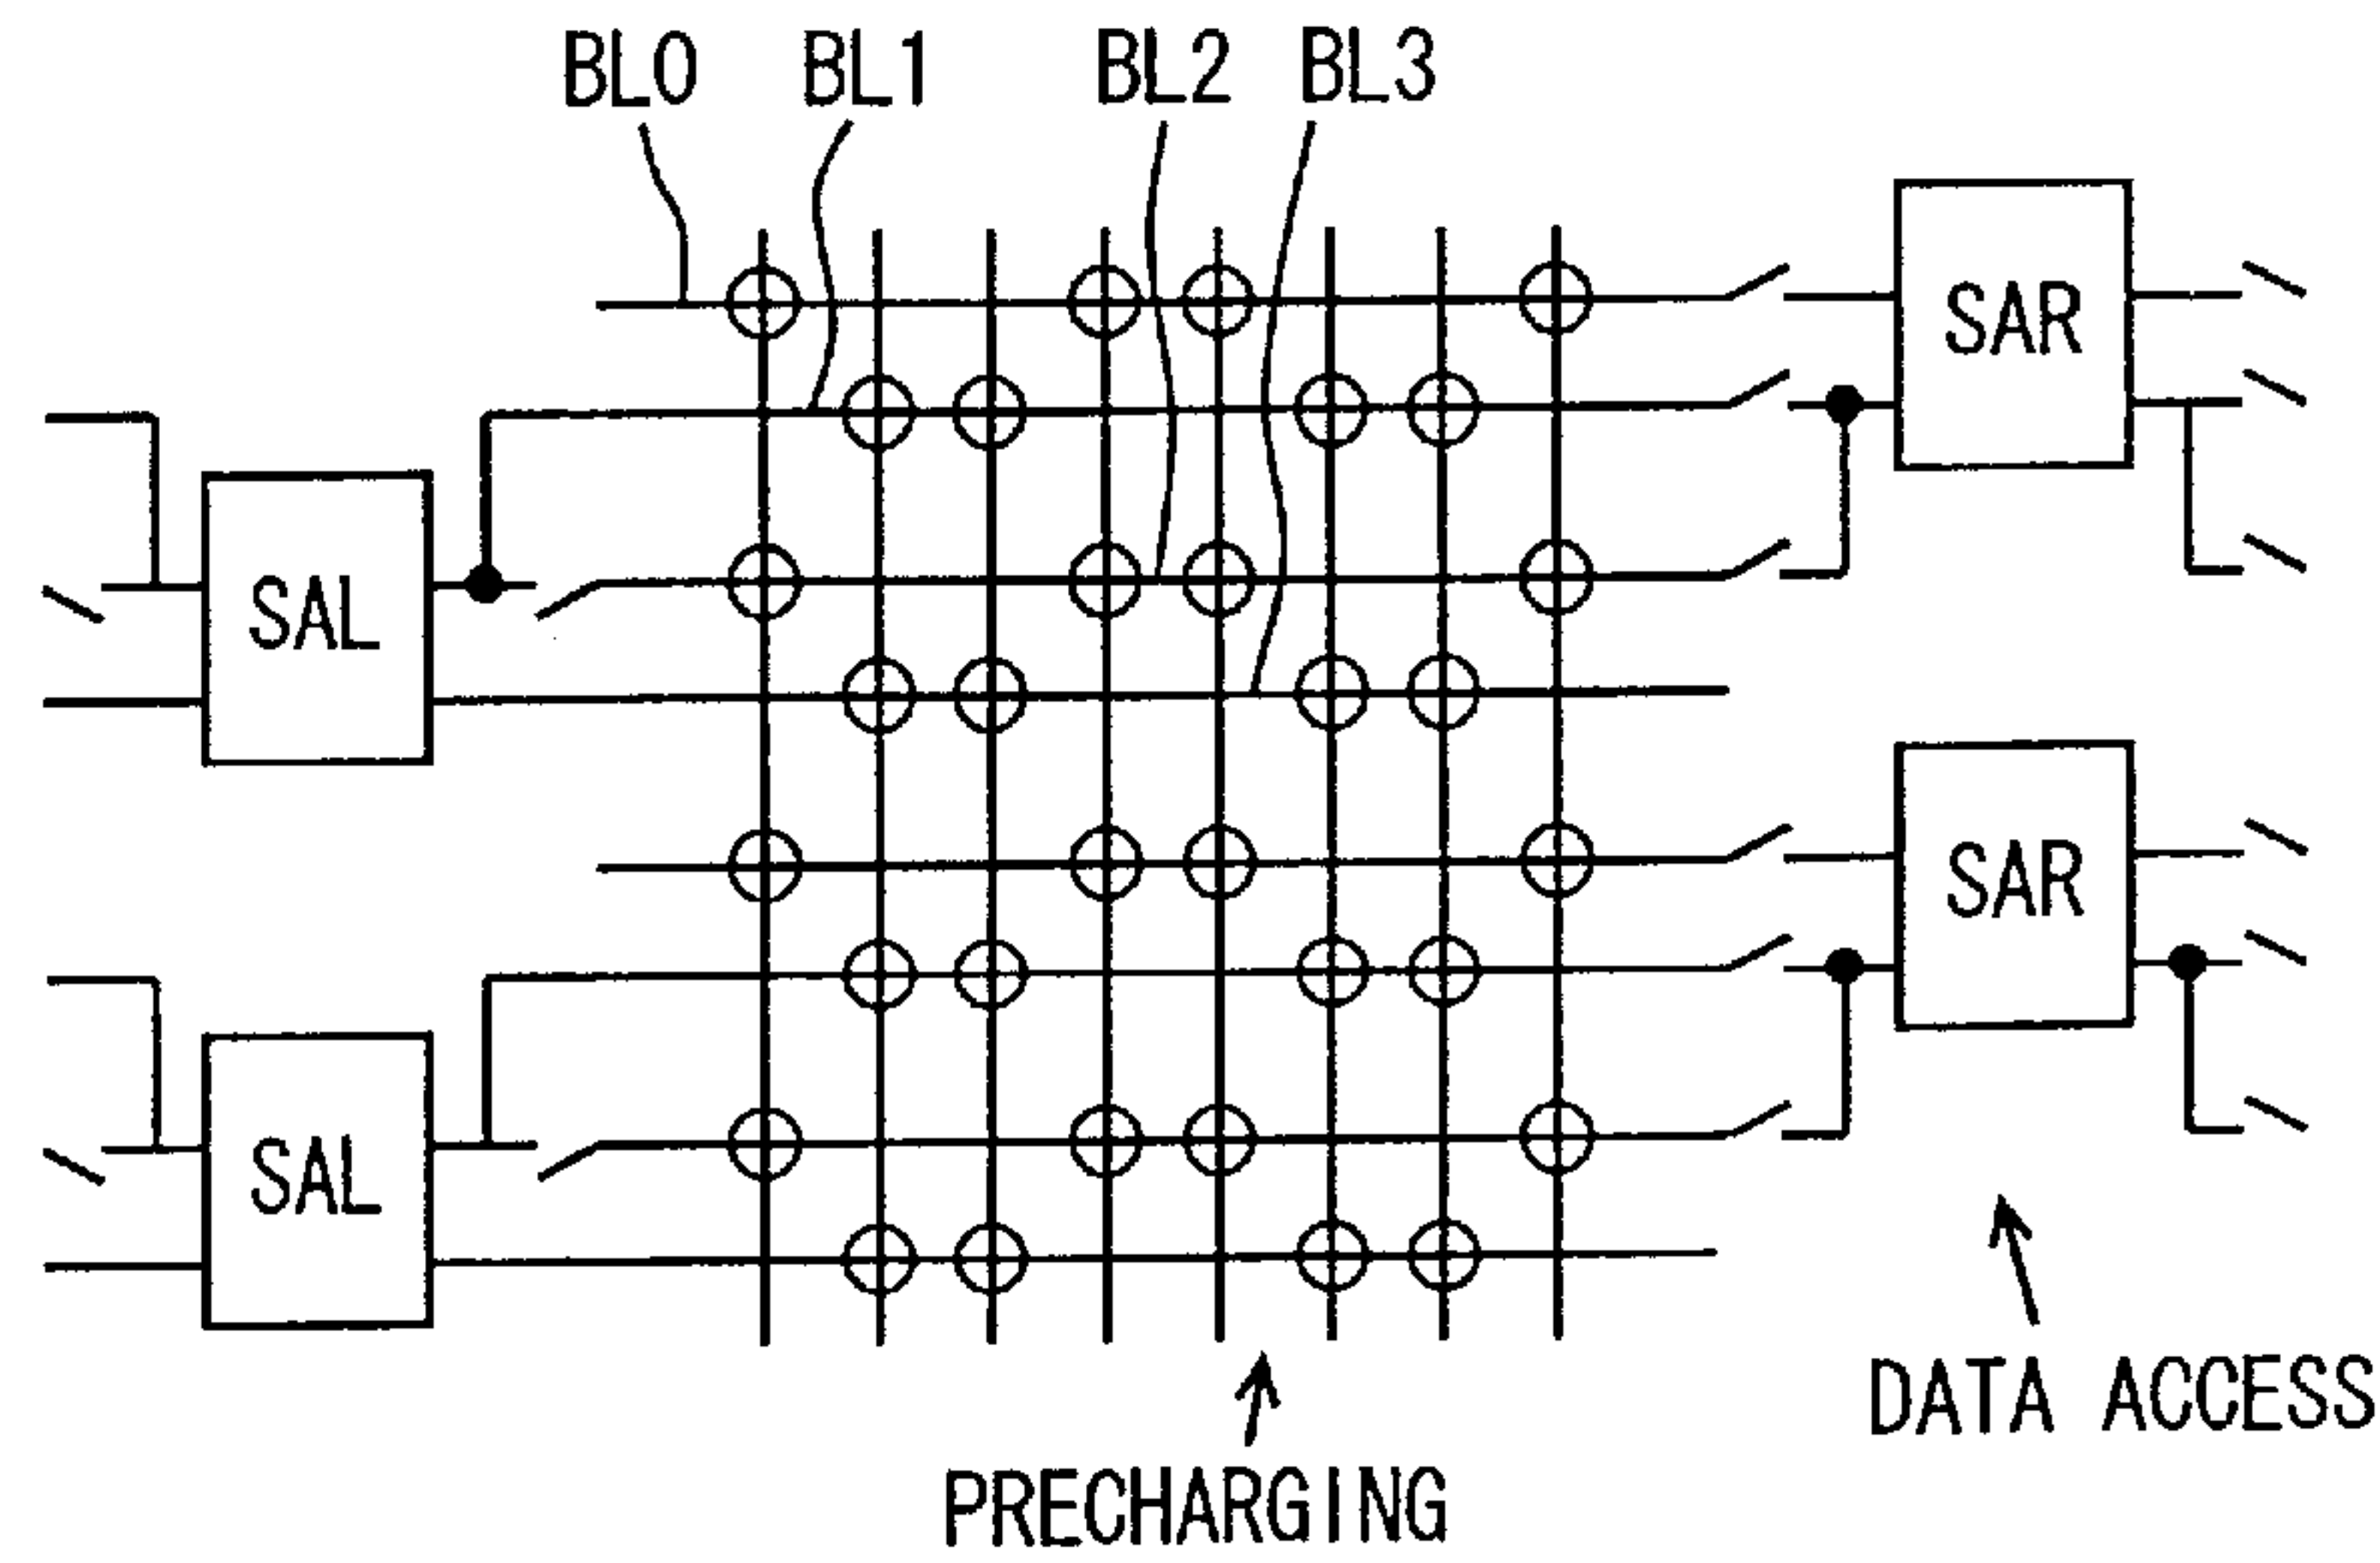 BL0 BL1 BL2 BL3
SAR
SAL
SAR
SAL
DATA ACCESS
PRECHARGING